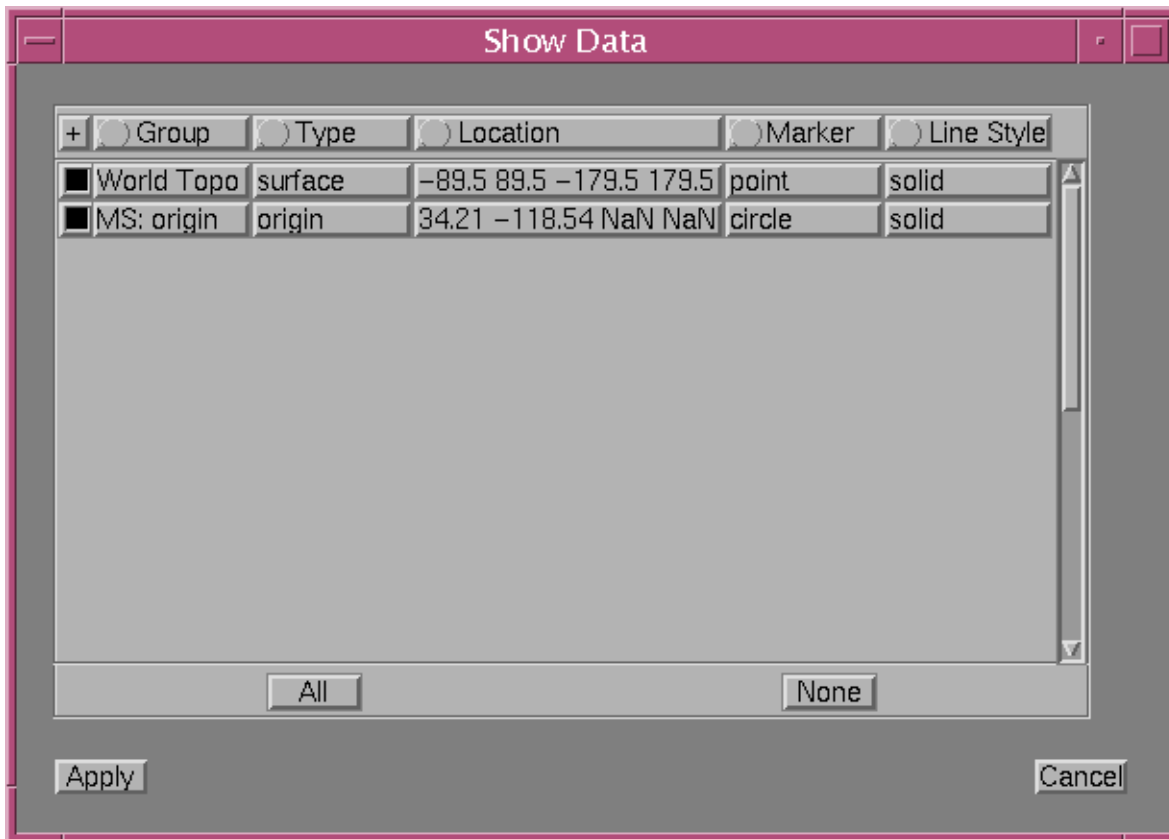 Show Data
+ Group Type Location Marker Line Style
World Topo surface −89.5 89.5 −179.5 179.5 point solid
MS: origin origin 34.21 −118.54 NaN NaN circle solid
All None
Apply Cancel